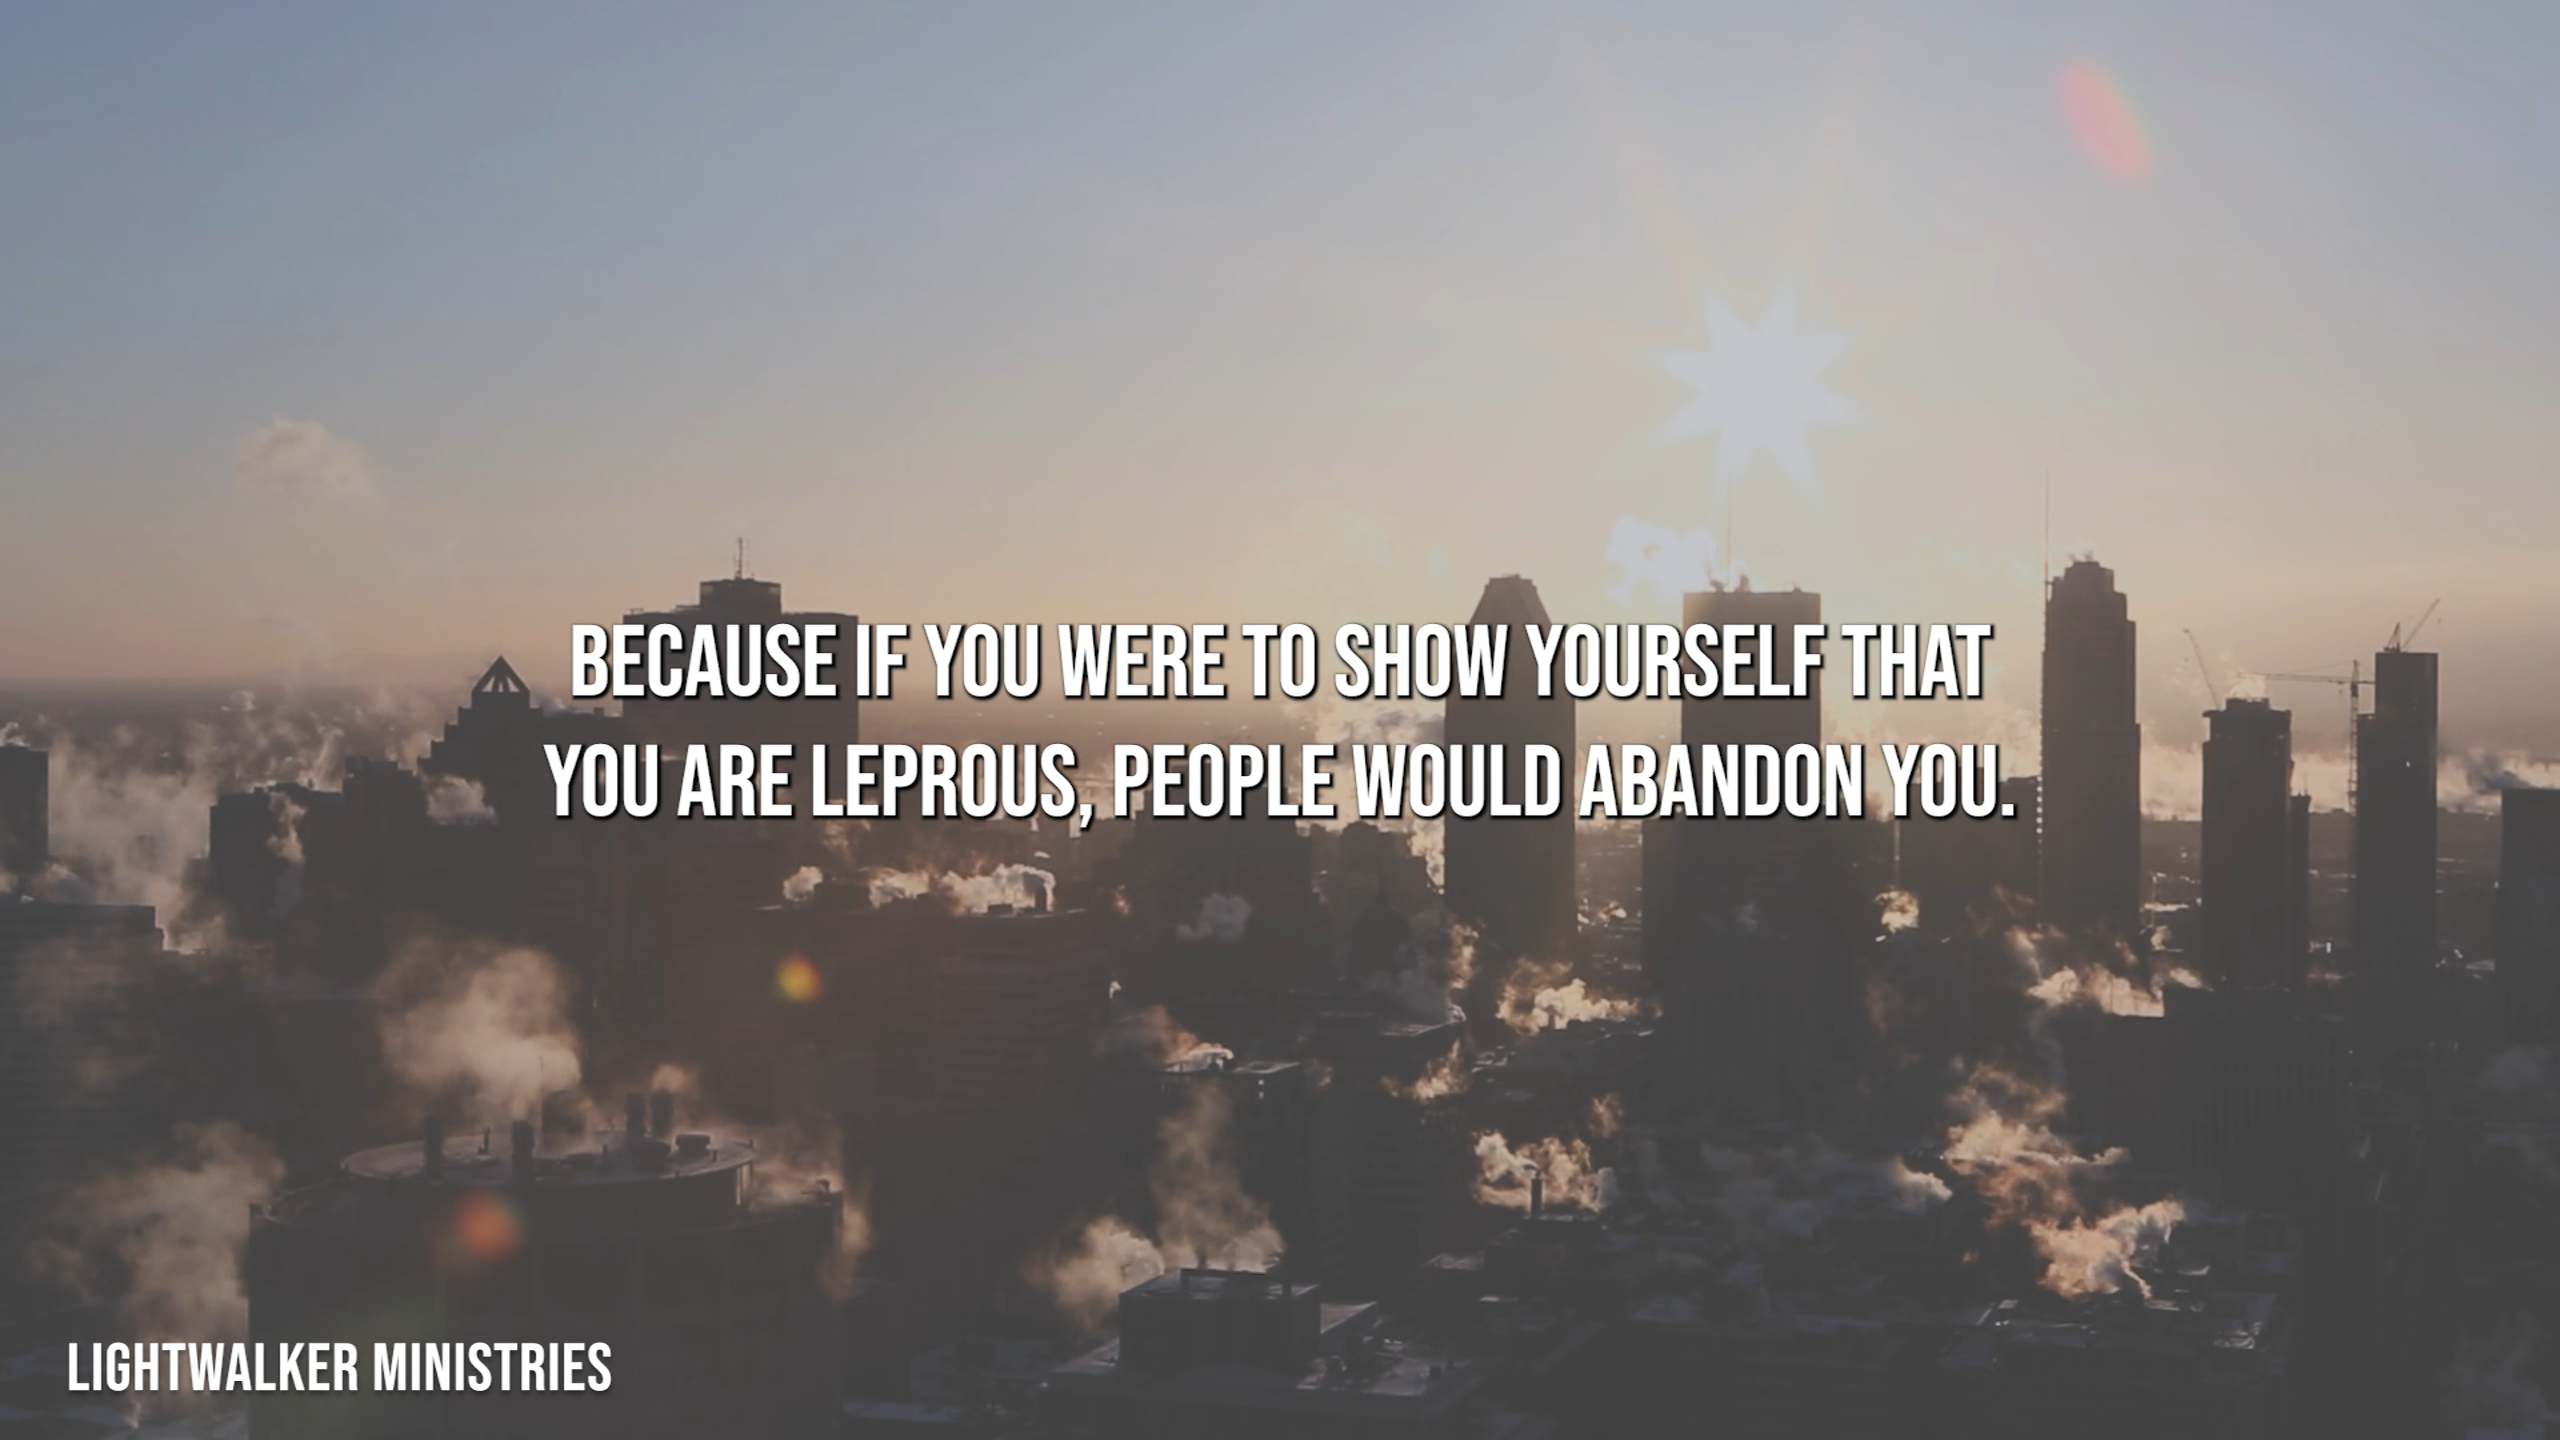 BECAUSE IF YOU WERE TO SHOW YOURSELF THAT
YOU ARE LEPROUS, PEOPLE WOULD ABANDON YOU.
LIGHTWALKER MINISTRIES